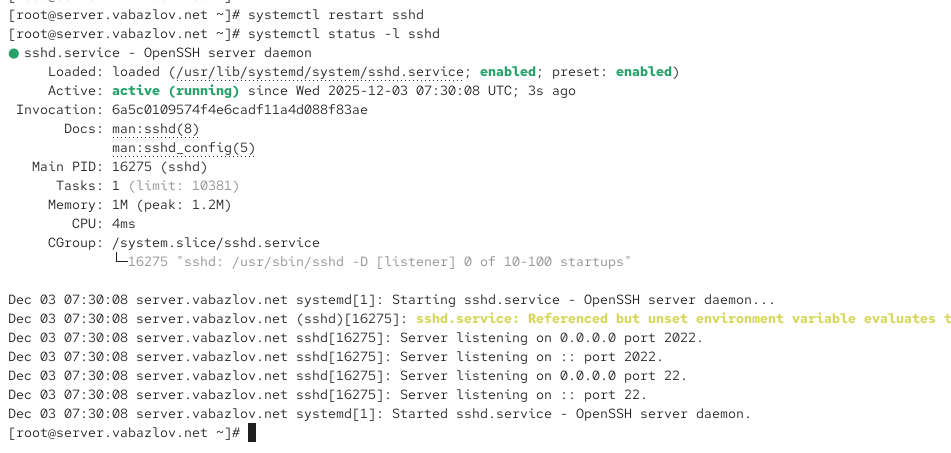 [root@server.vabazlov.net ~]# systemctl restart sshd
[root@server.vabazlov.net ~]# systemctl status -l sshd
● sshd.service - OpenSSH server daemon
     Loaded: loaded (/usr/lib/systemd/system/sshd.service; enabled; preset: enabled)
     Active: active (running) since Wed 2025-12-03 07:30:08 UTC; 3s ago
 Invocation: 6a5c0109574f4e6cadf11a4d088f83ae
       Docs: man:sshd(8)
             man:sshd_config(5)
   Main PID: 16275 (sshd)
      Tasks: 1 (limit: 10381)
     Memory: 1M (peak: 1.2M)
        CPU: 4ms
     CGroup: /system.slice/sshd.service
             └─16275 "sshd: /usr/sbin/sshd -D [listener] 0 of 10-100 startups"

Dec 03 07:30:08 server.vabazlov.net systemd[1]: Starting sshd.service - OpenSSH server daemon...
Dec 03 07:30:08 server.vabazlov.net (sshd)[16275]: sshd.service: Referenced but unset environment variable evaluates t
Dec 03 07:30:08 server.vabazlov.net sshd[16275]: Server listening on 0.0.0.0 port 2022.
Dec 03 07:30:08 server.vabazlov.net sshd[16275]: Server listening on :: port 2022.
Dec 03 07:30:08 server.vabazlov.net sshd[16275]: Server listening on 0.0.0.0 port 22.
Dec 03 07:30:08 server.vabazlov.net sshd[16275]: Server listening on :: port 22.
Dec 03 07:30:08 server.vabazlov.net systemd[1]: Started sshd.service - OpenSSH server daemon.
[root@server.vabazlov.net ~]#